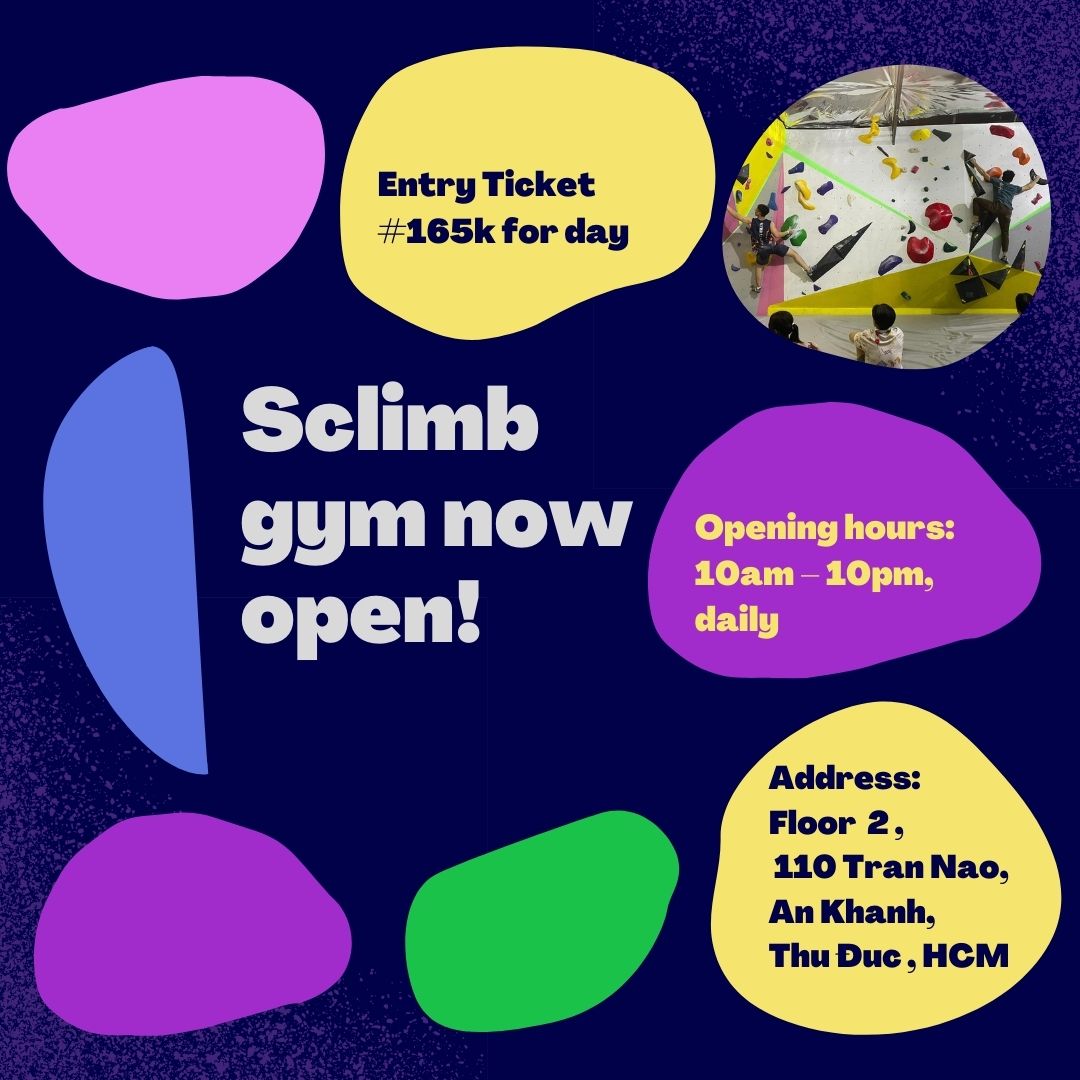 Entry Ticket
#165k for day
Sclimb
gym now
open!
Opening hours:
10am – 10pm,
daily
Address:
Floor 2 ,
110 Tran Nao,
An Khanh,
Thu Đuc , HCM